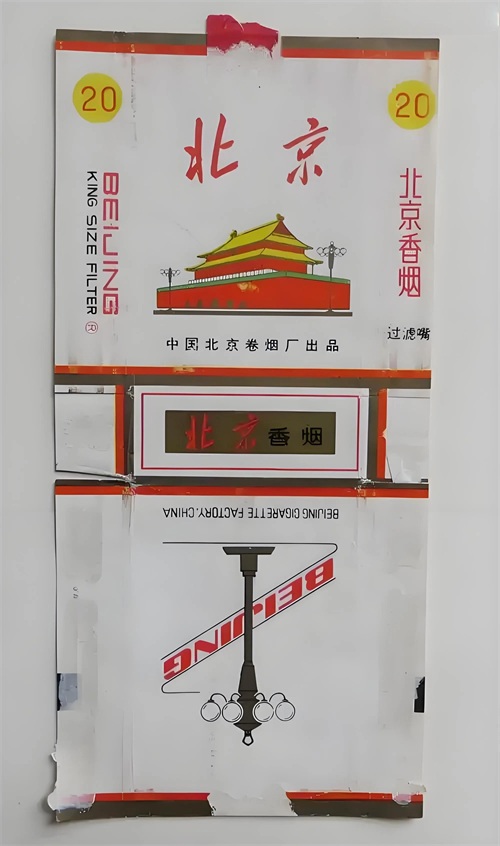 20
20
北京
BEIJING
KING SIZE FILTER
北京香烟
过滤嘴
中国北京卷烟厂出品
北京香烟
BEIJING CIGARETTE FACTORY.CHINA
BEIJING